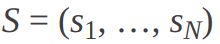 S = (s₁, …, s_N)